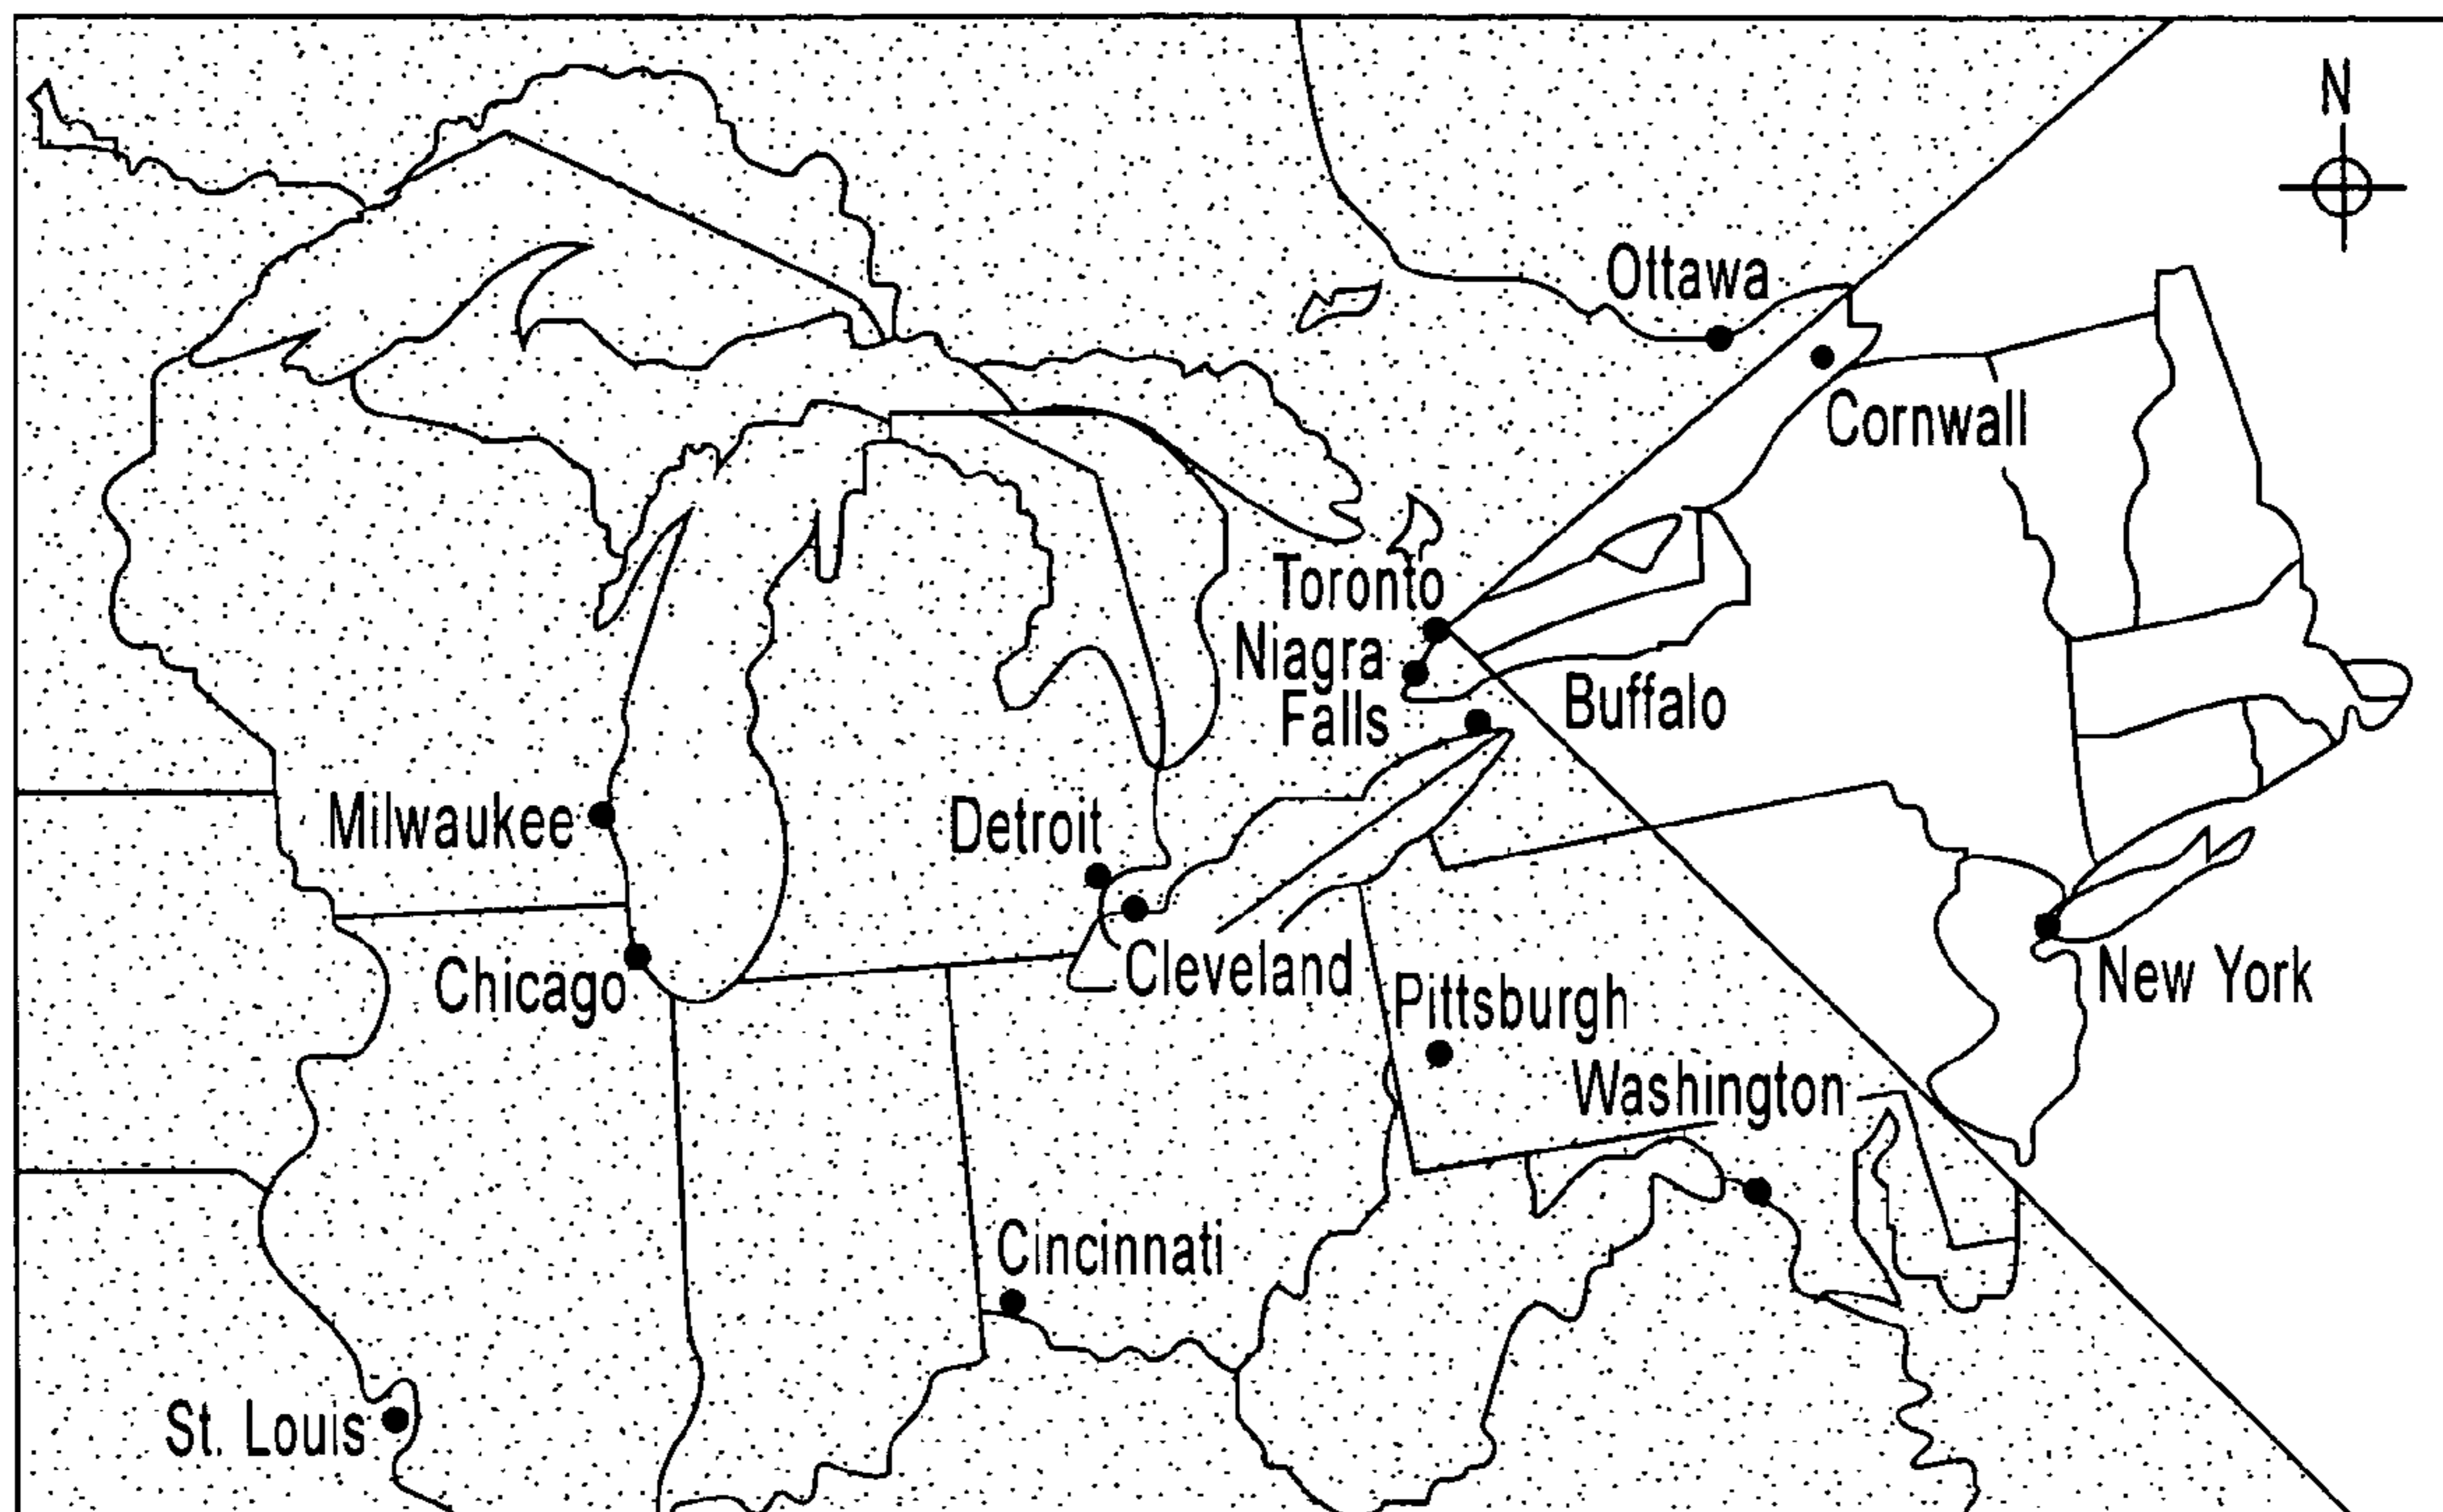 N
Ottawa
Cornwall
Toronto
Niagra
Falls
Buffalo
Milwaukee
Detroit
Chicago
Cleveland
New York
Pittsburgh
Washington
Cincinnati
St. Louis